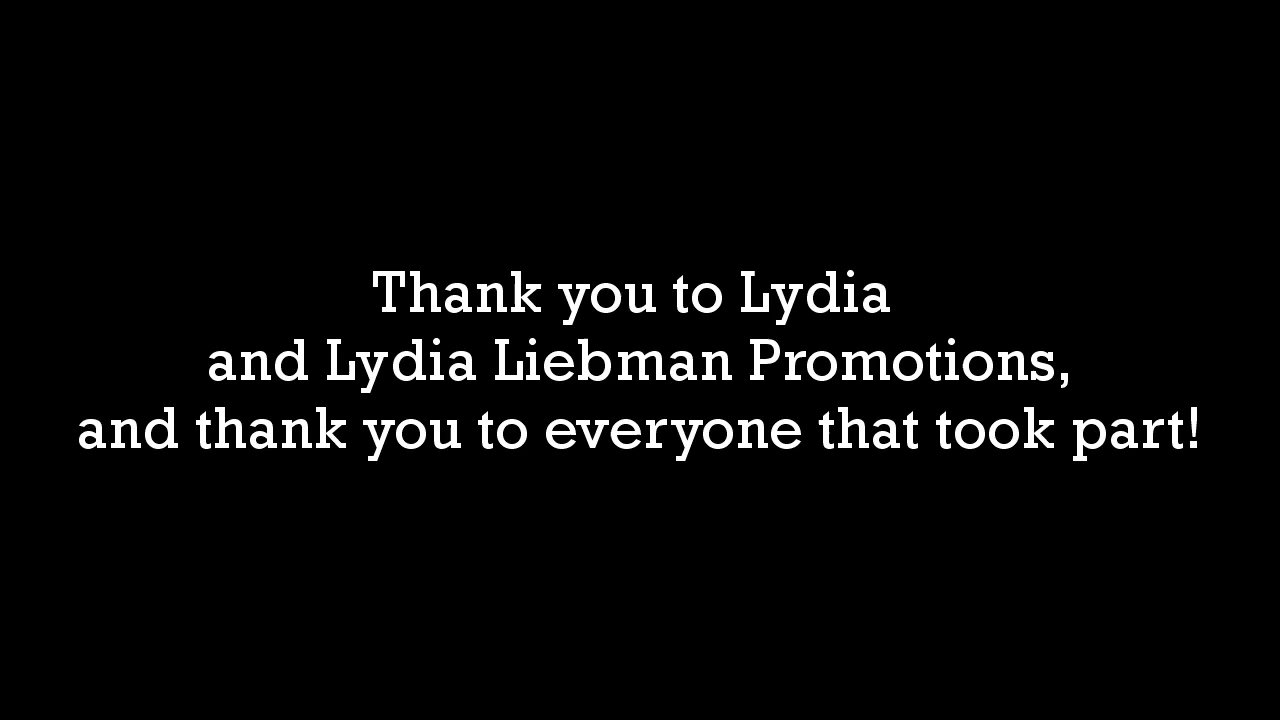 Thank you to Lydia
and Lydia Liebman Promotions,
and thank you to everyone that took part!